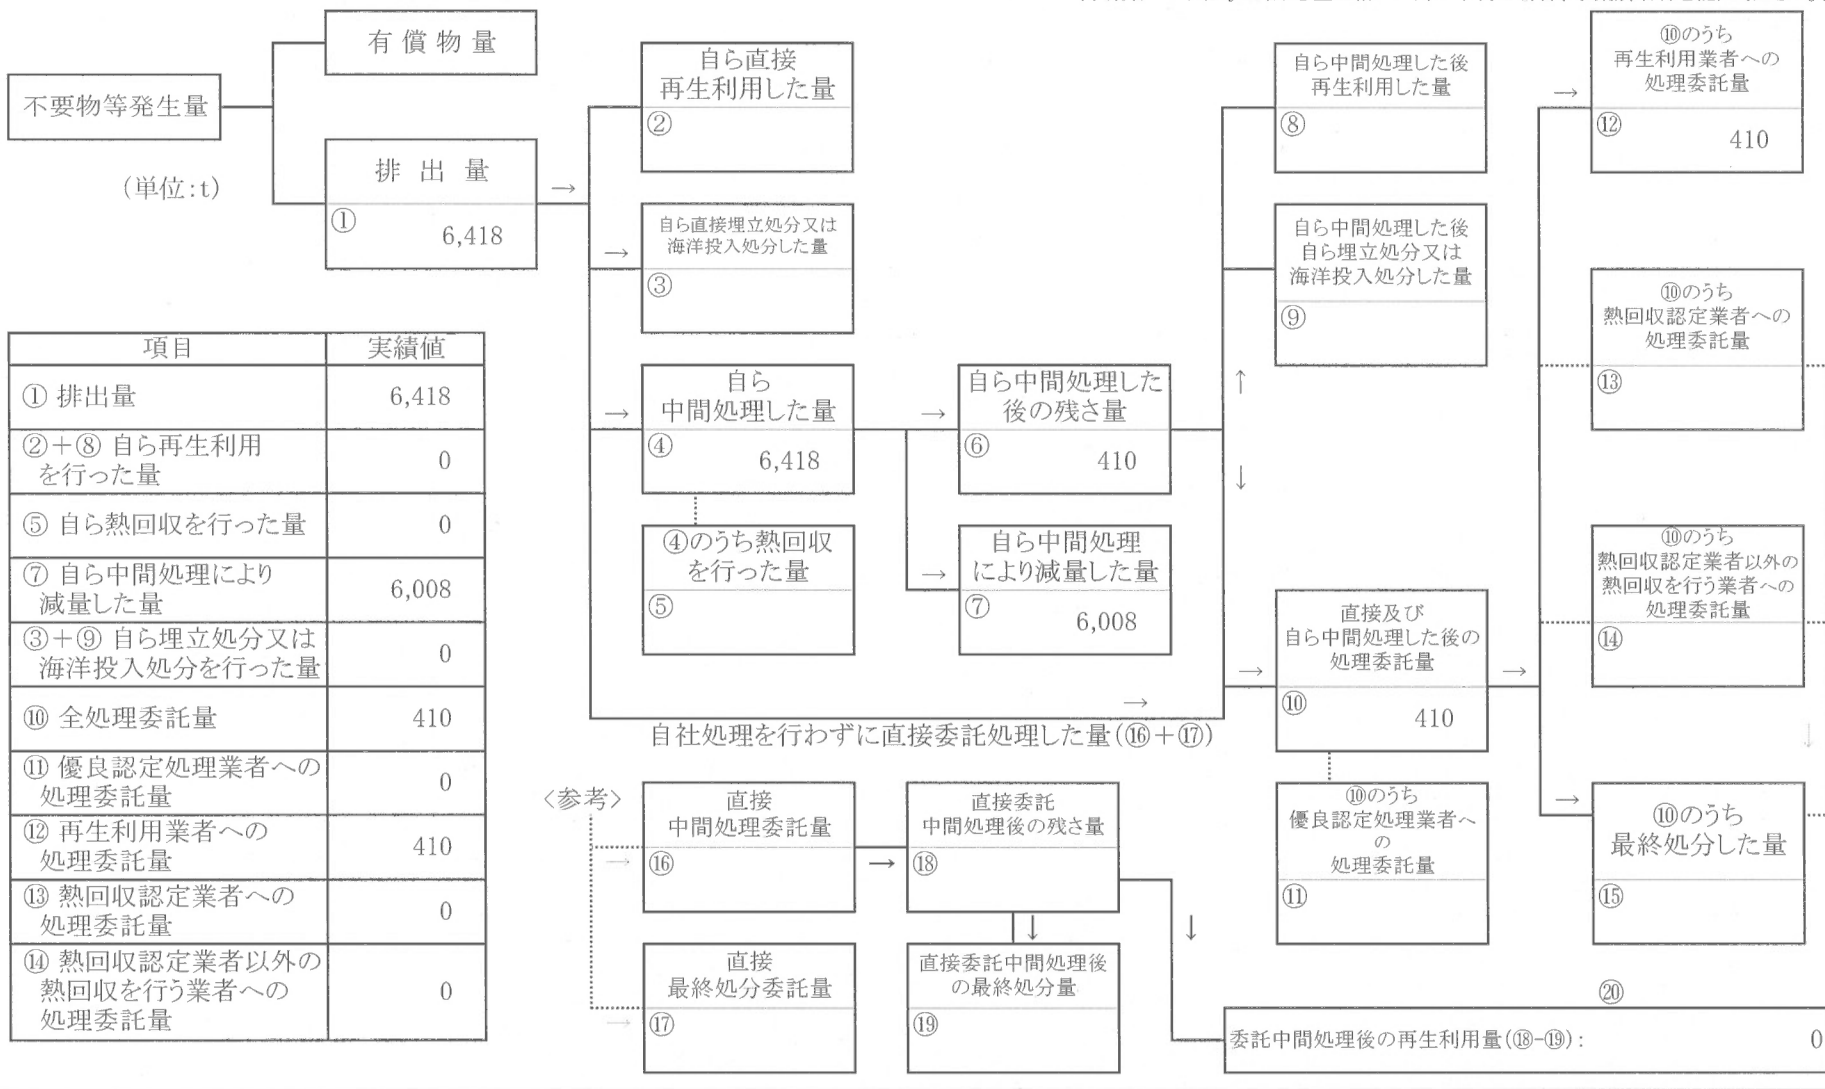 有償物量
不要物等発生量
(単位:t)
排出量
①
6,418
→
自ら直接
再生利用した量
②
→
自ら直接埋立処分又は
海洋投入処分した量
③
→
自ら
中間処理した量
④
6,418
④のうち熱回収
を行った量
⑤
→
自ら中間処理した
後の残さ量
⑥
410
→
自ら中間処理
により減量した量
⑦
6,008
↑
↓
自ら中間処理した後
再生利用した量
⑧
自ら中間処理した後
自ら埋立処分又は
海洋投入処分した量
⑨
→
自社処理を行わずに直接委託処理した量(⑯+⑰)
→
直接及び
自ら中間処理した後の
処理委託量
⑩
410
→
⑩のうち
優良認定処理業者へ
の
処理委託量
⑪
→
⑩のうち
再生利用業者への
処理委託量
⑫
410
⑩のうち
熱回収認定業者への
処理委託量
⑬
⑩のうち
熱回収認定業者以外の
熱回収を行う業者への
処理委託量
⑭
↓
→
⑩のうち
最終処分した量
⑮
項目 実績値
① 排出量 6,418
②+⑧ 自ら再生利用
を行った量 0
⑤ 自ら熱回収を行った量 0
⑦ 自ら中間処理により
減量した量 6,008
③+⑨ 自ら埋立処分又は
海洋投入処分を行った量 0
⑩ 全処理委託量 410
⑪ 優良認定処理業者への
処理委託量 0
⑫ 再生利用業者への
処理委託量 410
⑬ 熱回収認定業者への
処理委託量 0
⑭ 熱回収認定業者以外の
熱回収を行う業者への
処理委託量 0
〈参考〉
→
直接
中間処理委託量
⑯
→
直接委託
中間処理後の残さ量
⑱
→
直接
最終処分委託量
⑰
↓
直接委託中間処理後
の最終処分量
⑲
↓
⑳
委託中間処理後の再生利用量(⑱-⑲): 0